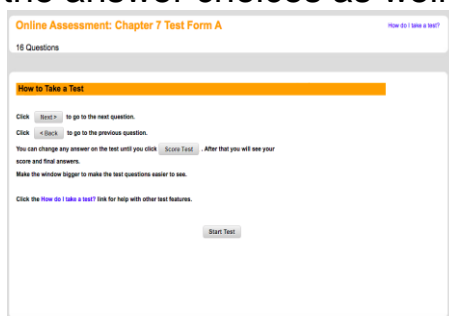 the answer choices as well
Online Assessment: Chapter 7 Test Form A
How do I take a test?
16 Questions
How to Take a Test
Click Next > to go to the next question.
Click < Back to go to the previous question.
You can change any answer on the test until you click Score Test . After that you will see your
score and final answers.
Make the window bigger to make the test questions easier to see.
Click the How do I take a test? link for help with other test features.
Start Test